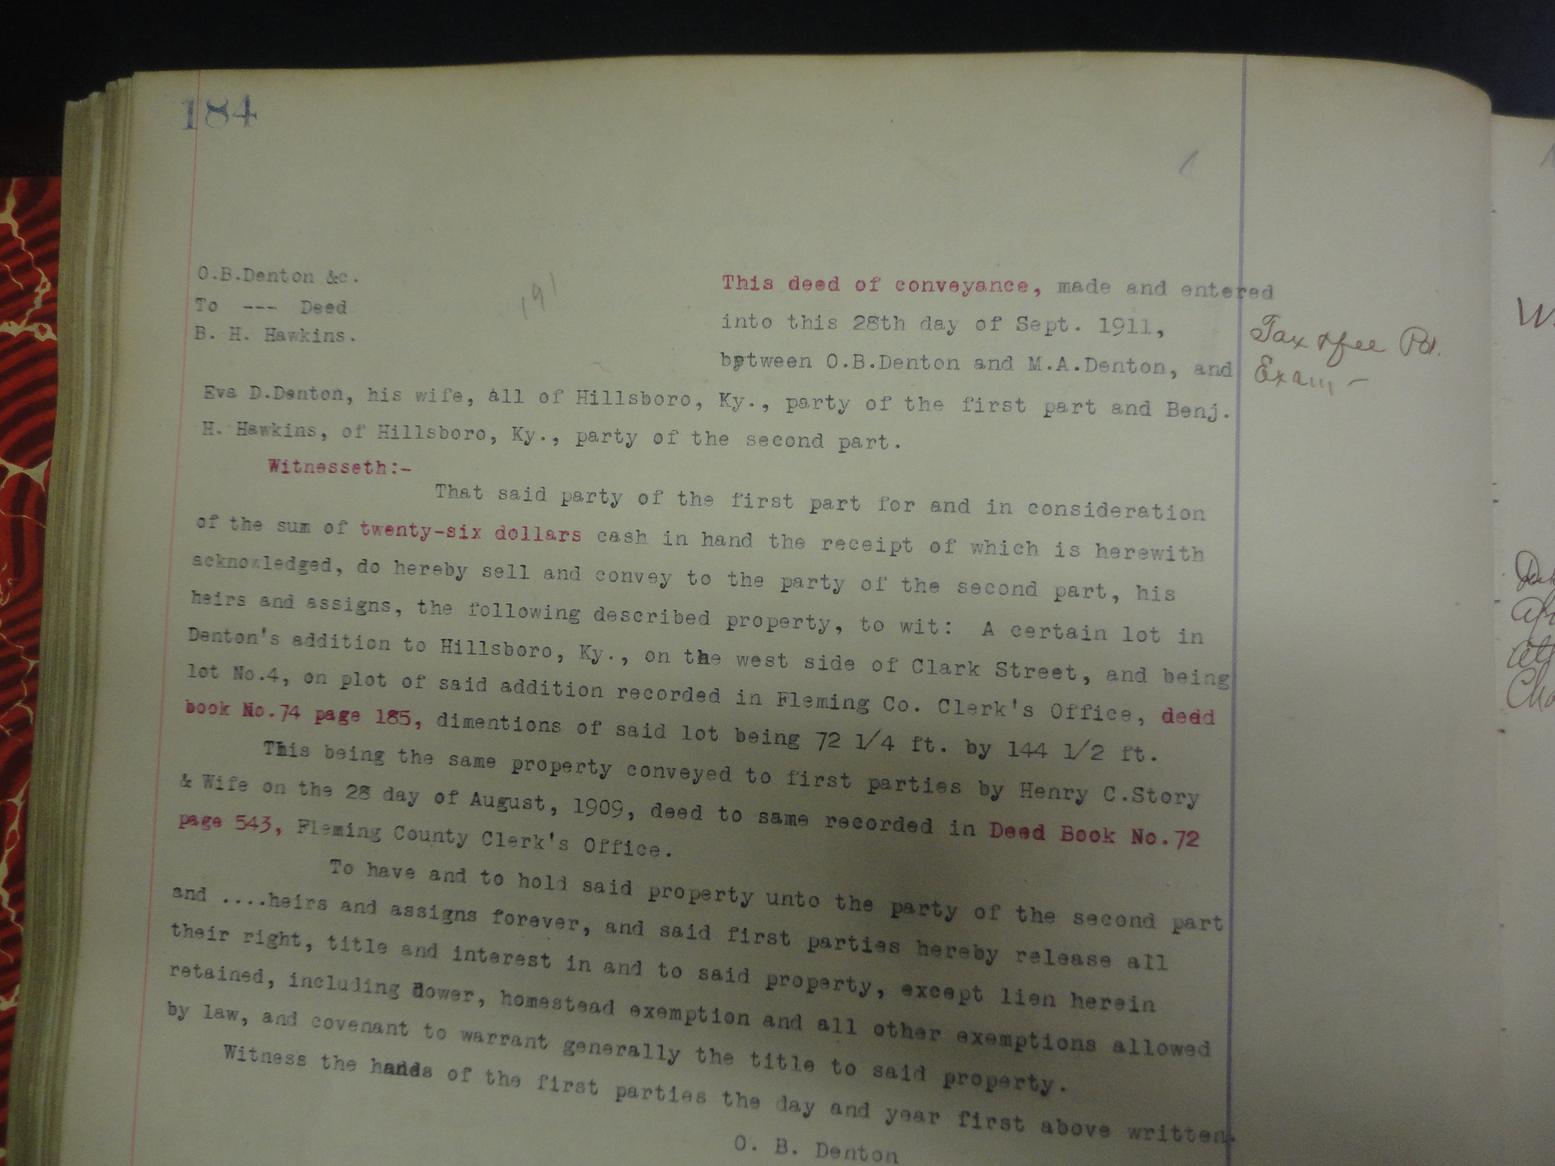 184
O.B.Denton &c.
To --- Deed
B. H. Hawkins.
191
This deed of conveyance, made and entered
into this 28th day of Sept. 1911,
between O.B.Denton and M.A.Denton, and
Tax & fee Pd.
Exam -
Eva D.Denton, his wife, all of Hillsboro, Ky., party of the first part and Benj.
H. Hawkins, of Hillsboro, Ky., party of the second part.
Witnesseth:-
That said party of the first part for and in consideration
of the sum of twenty-six dollars cash in hand the receipt of which is herewith
acknowledged, do hereby sell and convey to the party of the second part, his
heirs and assigns, the following described property, to wit: A certain lot in
Denton's addition to Hillsboro, Ky., on the west side of Clark Street, and being
lot No.4, on plot of said addition recorded in Fleming Co. Clerk's Office, deed
book No.74 page 185, dimentions of said lot being 72 1/4 ft. by 144 1/2 ft.
This being the same property conveyed to first parties by Henry C.Story
& Wife on the 28 day of August, 1909, deed to same recorded in Deed Book No.72
page 543, Fleming County Clerk's Office.
To have and to hold said property unto the party of the second part
and ....heirs and assigns forever, and said first parties hereby release all
their right, title and interest in and to said property, except lien herein
retained, including dower, homestead exemption and all other exemptions allowed
by law, and covenant to warrant generally the title to said property.
Witness the hands of the first parties the day and year first above written.
O. B. Denton